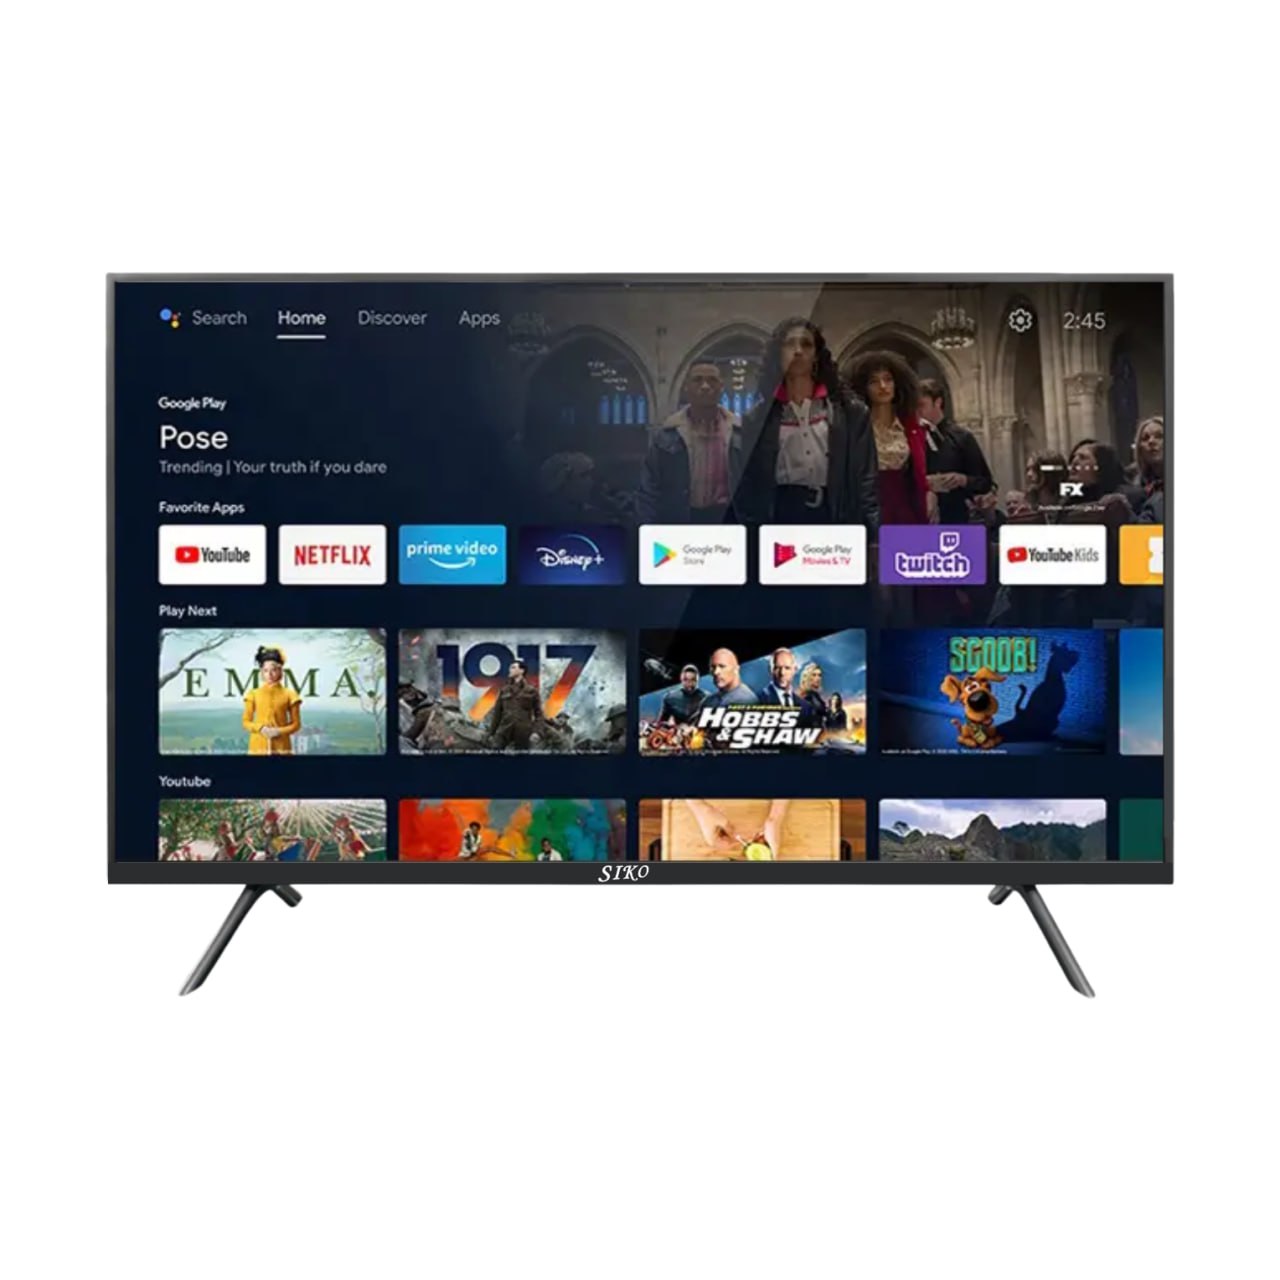 Search Home Discover Apps 2:45
Google Play
Pose
Trending | Your truth if you dare
FX
Favorite Apps
YouTube NETFLIX prime video Disney+ Google Play Story Google Play Movies & TV twitch YouTube Kids
Play Next
EMMA.
1917
HOBBS & SHAW
SCOOB!
Youtube
SIKO